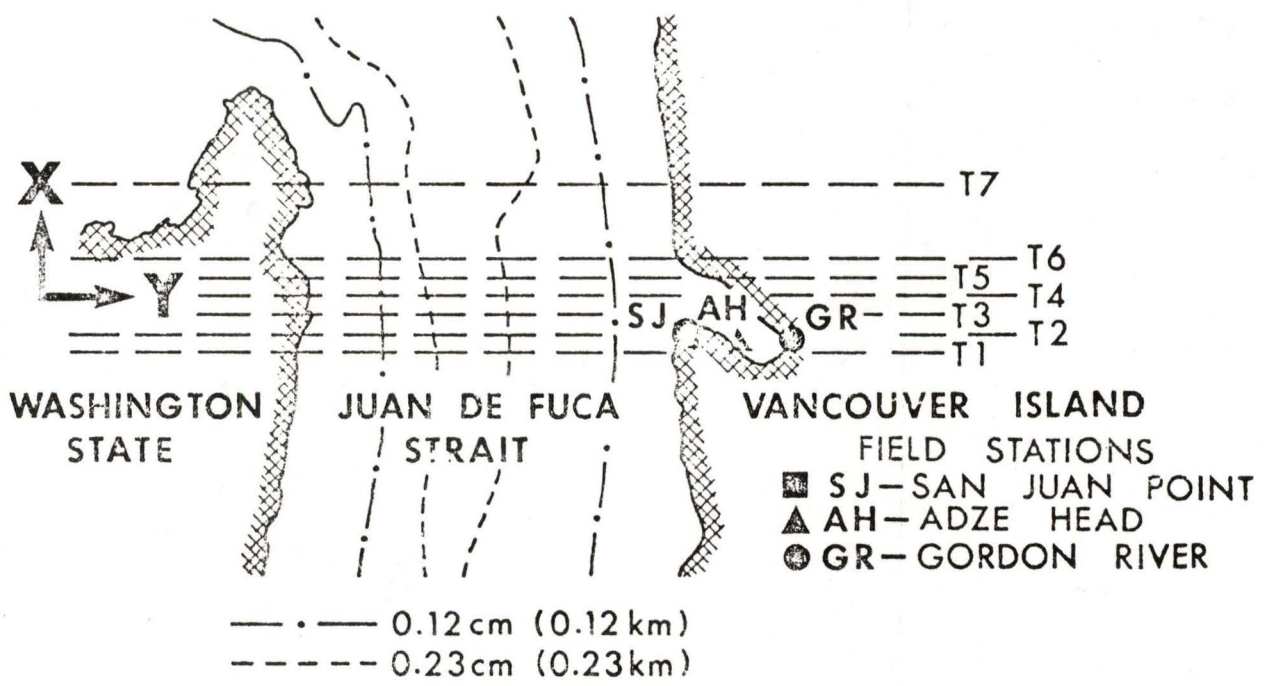 X
T7
T6
Y
T5
T4
SJ AH GR
T3
T2
T1
WASHINGTON STATE
JUAN DE FUCA STRAIT
VANCOUVER ISLAND
FIELD STATIONS
SJ—SAN JUAN POINT
AH—ADZE HEAD
GR—GORDON RIVER
0.12 cm (0.12 km)
0.23 cm (0.23 km)